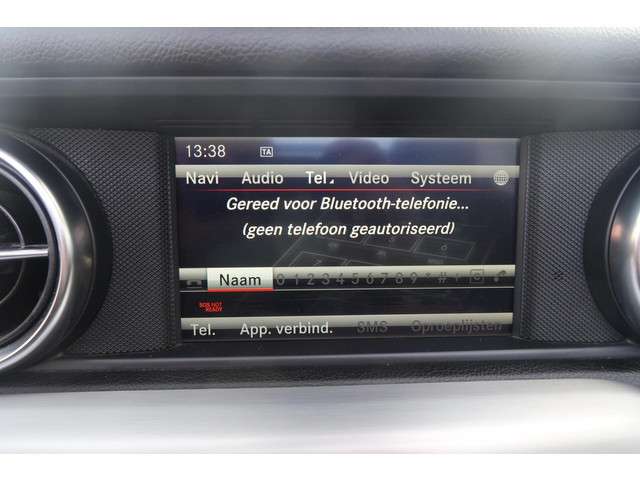 13:38 TA
Navi Audio Tel. Video Systeem
Gereed voor Bluetooth-telefonie...
(geen telefoon geautoriseerd)
Naam 0 1 2 3 4 5 6 7 8 9 * # +
SOS NOT
READY
Tel. App. verbind. SMS Oproeplijsten